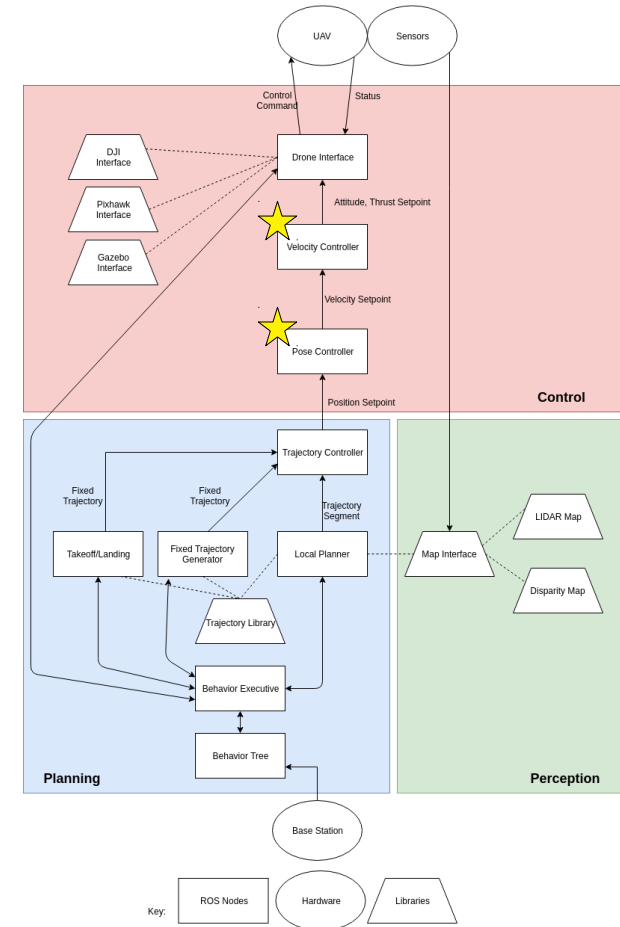 UAV
Sensors
Control
Command
Status
DJI
Interface
Drone Interface
Pixhawk
Interface
Attitude, Thrust Setpoint
Gazebo
Interface
Velocity Controller
Velocity Setpoint
Pose Controller
Control
Position Setpoint
Trajectory Controller
Fixed
Trajectory
Fixed
Trajectory
Trajectory
Segment
LIDAR Map
Takeoff/Landing
Fixed Trajectory
Generator
Local Planner
Map Interface
Disparity Map
Trajectory Library
Behavior Executive
Behavior Tree
Planning
Perception
Base Station
Key:
ROS Nodes
Hardware
Libraries